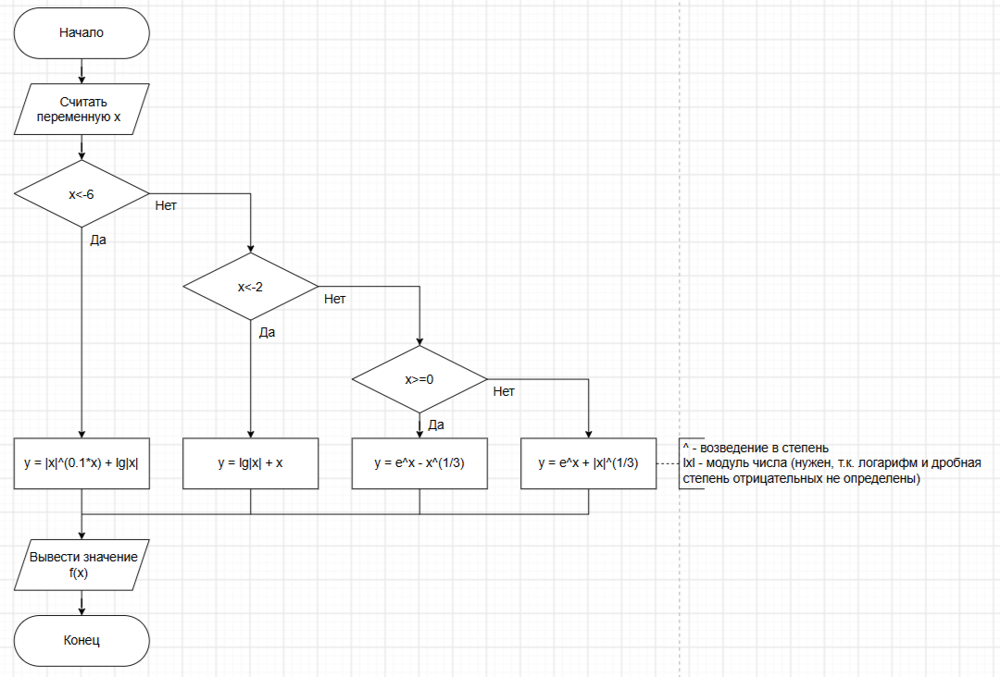 Начало
Считать
переменную x
x<-6
Нет
Да
x<-2
Нет
Да
x>=0
Нет
Да
y = |x|^(0.1*x) + lg|x|
y = lg|x| + x
y = e^x - x^(1/3)
y = e^x + |x|^(1/3)
^ - возведение в степень
lxl - модуль числа (нужен, т.к. логарифм и дробная
степень отрицательных не определены)
Вывести значение
f(x)
Конец